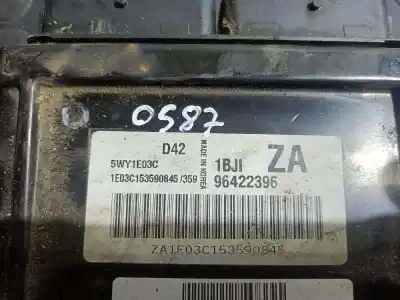 0587
D42
5WY1E03C
1E03C153590845/359
MADE IN KOREA
1BJI ZA
96422396
ZA1E03C153590845